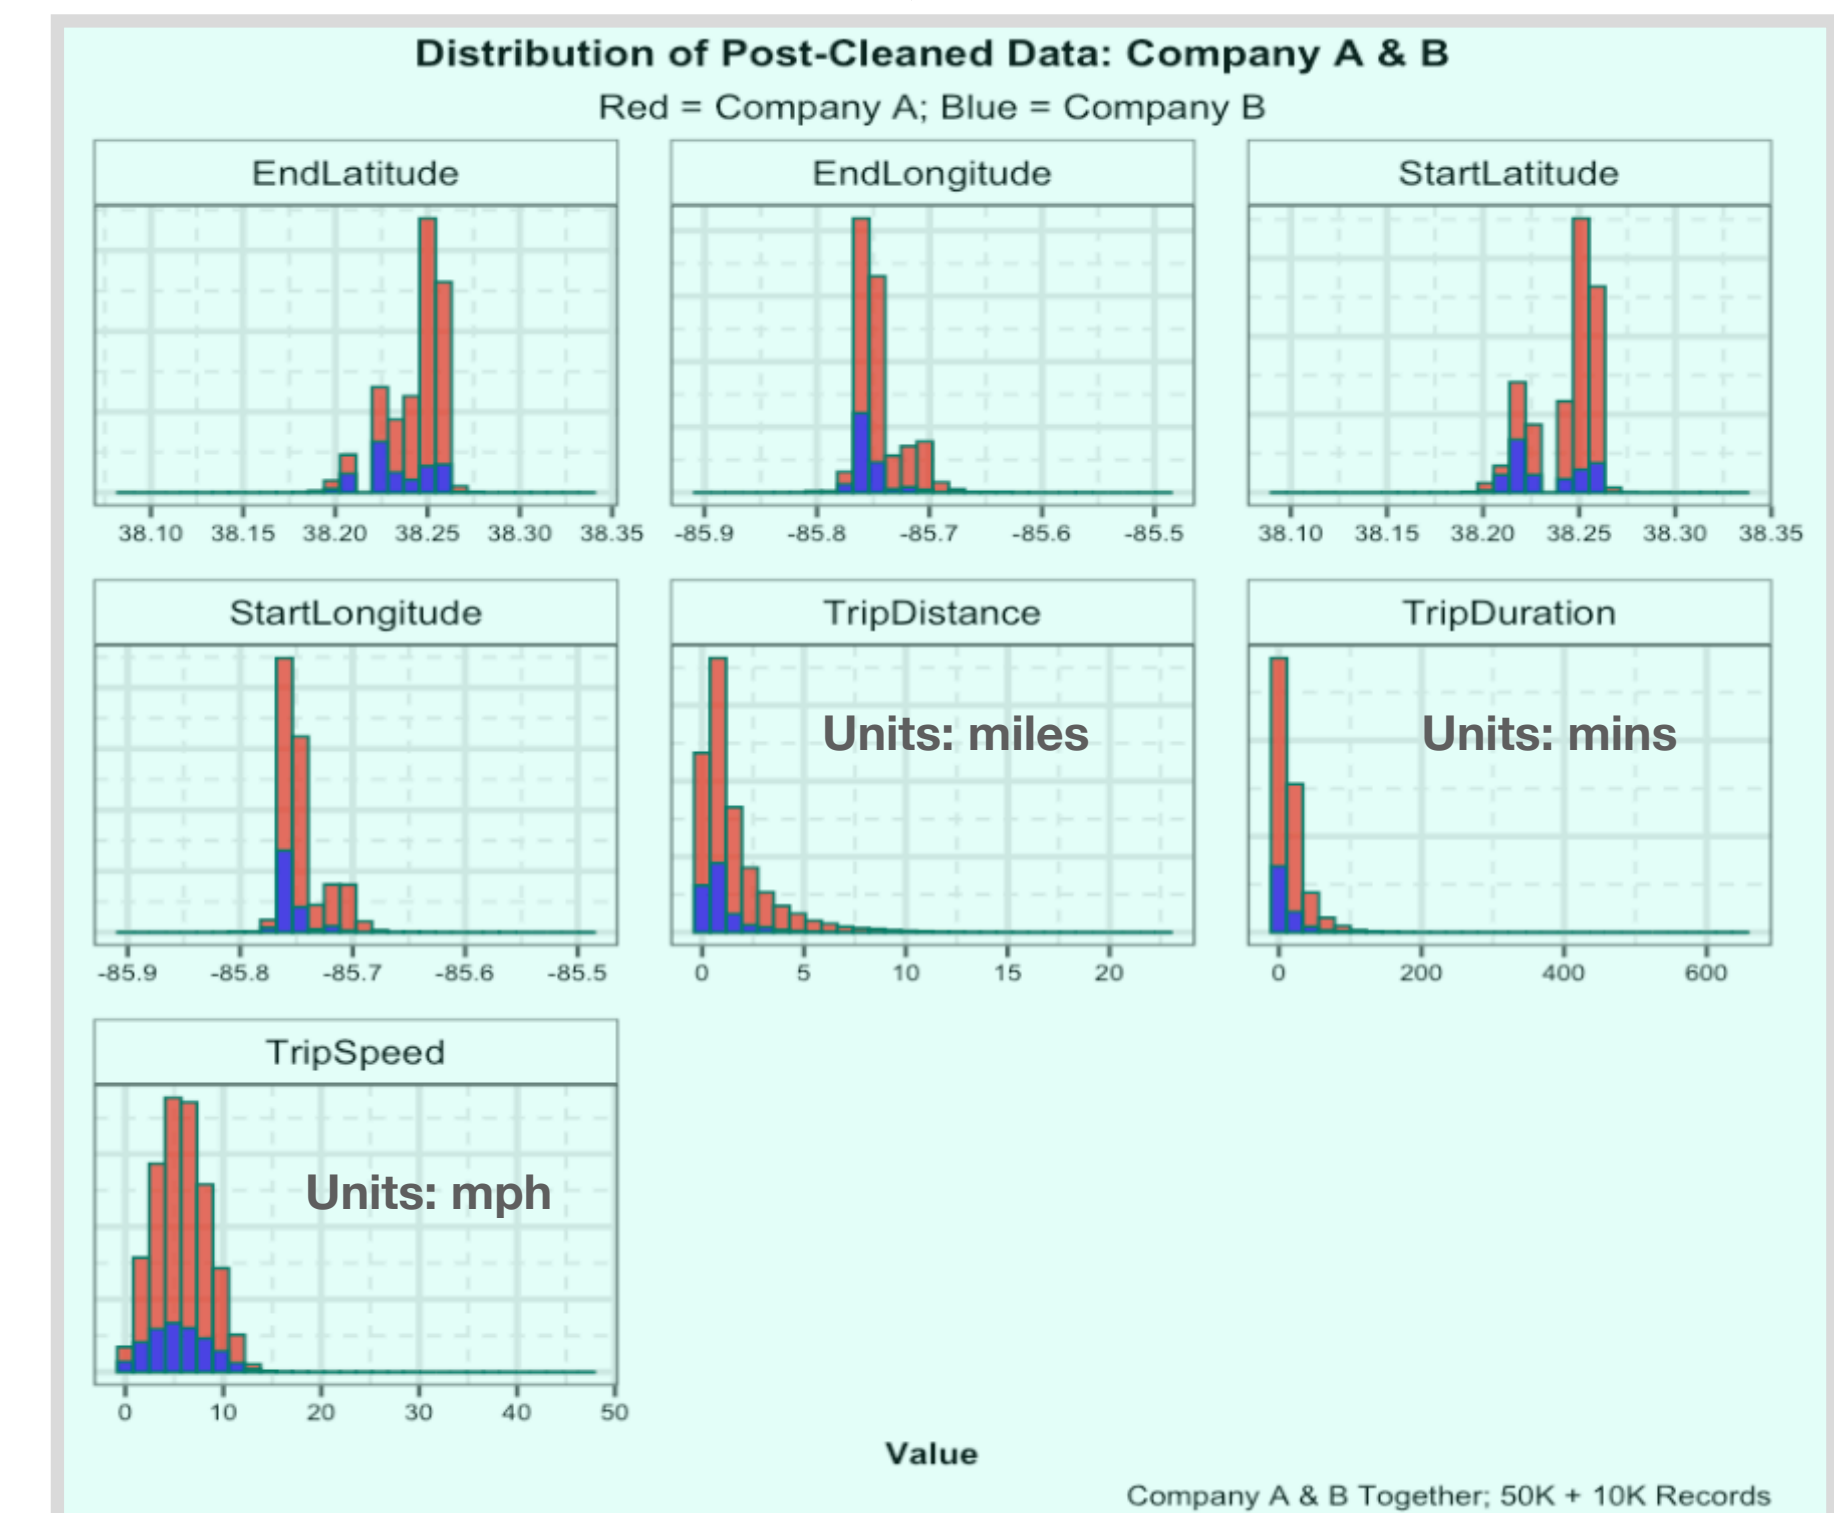 Distribution of Post-Cleaned Data: Company A & B
Red = Company A; Blue = Company B
EndLatitude
EndLongitude
StartLatitude
38.10 38.15 38.20 38.25 38.30 38.35
-85.9 -85.8 -85.7 -85.6 -85.5
38.10 38.15 38.20 38.25 38.30 38.35
StartLongitude
TripDistance
TripDuration
Units: miles
Units: mins
-85.9 -85.8 -85.7 -85.6 -85.5
0 5 10 15 20
0 200 400 600
TripSpeed
Units: mph
0 10 20 30 40 50
Value
Company A & B Together; 50K + 10K Records